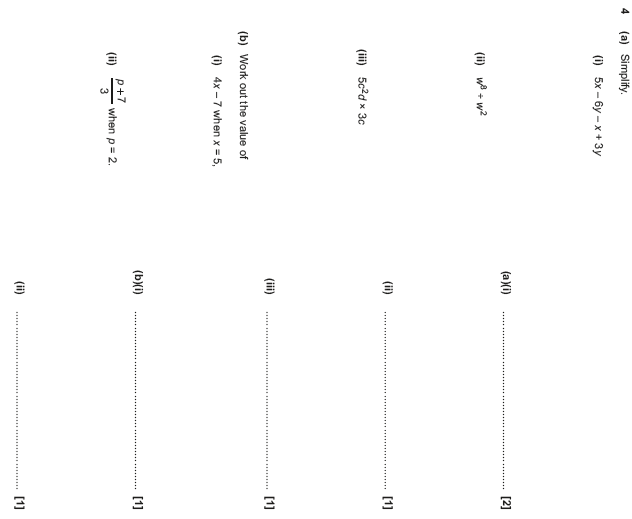 4 (a) Simplify.
(i) 5x – 6y – x + 3y
(a)(i) .......................................... [2]
(ii) w⁸ ÷ w²
(ii) .......................................... [1]
(iii) 5c²d × 3c
(iii) .......................................... [1]
(b) Work out the value of
(i) 4x – 7 when x = 5,
(b)(i) .......................................... [1]
(ii) (p + 7)/3 when p = 2.
(ii) .......................................... [1]